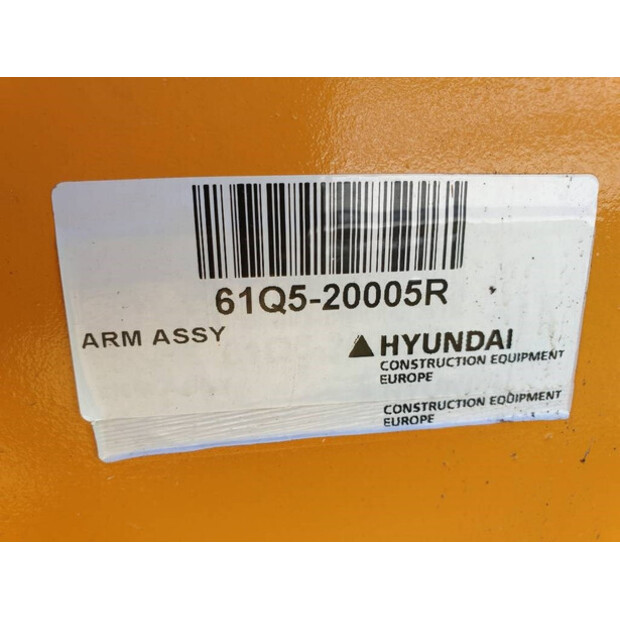 61Q5-20005R
ARM ASSY
HYUNDAI
CONSTRUCTION EQUIPMENT
EUROPE
CONSTRUCTION EQUIPMENT
EUROPE